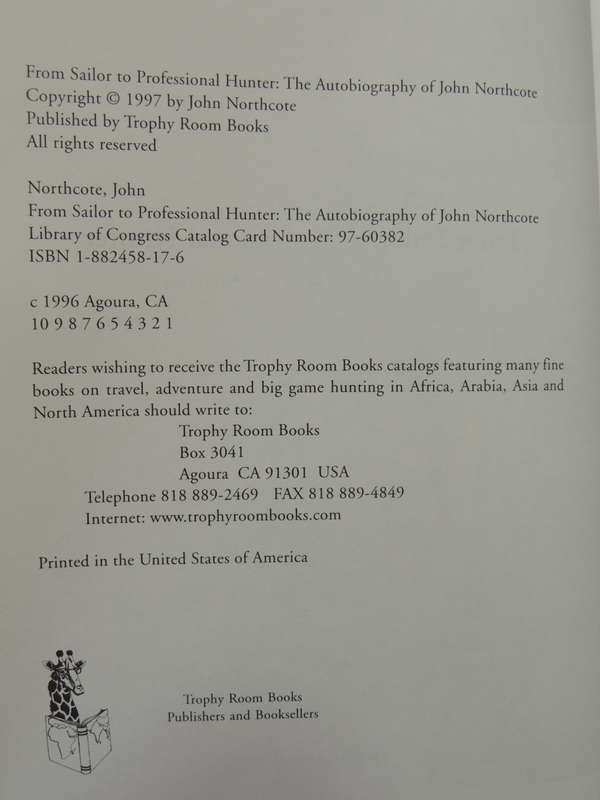 From Sailor to Professional Hunter: The Autobiography of John Northcote
Copyright © 1997 by John Northcote
Published by Trophy Room Books
All rights reserved
Northcote, John
From Sailor to Professional Hunter: The Autobiography of John Northcote
Library of Congress Catalog Card Number: 97-60382
ISBN 1-882458-17-6
c 1996 Agoura, CA
10 9 8 7 6 5 4 3 2 1
Readers wishing to receive the Trophy Room Books catalogs featuring many fine
books on travel, adventure and big game hunting in Africa, Arabia, Asia and
North America should write to:
Trophy Room Books
Box 3041
Agoura CA 91301 USA
Telephone 818 889-2469 FAX 818 889-4849
Internet: www.trophyroombooks.com
Printed in the United States of America
Trophy Room Books
Publishers and Booksellers